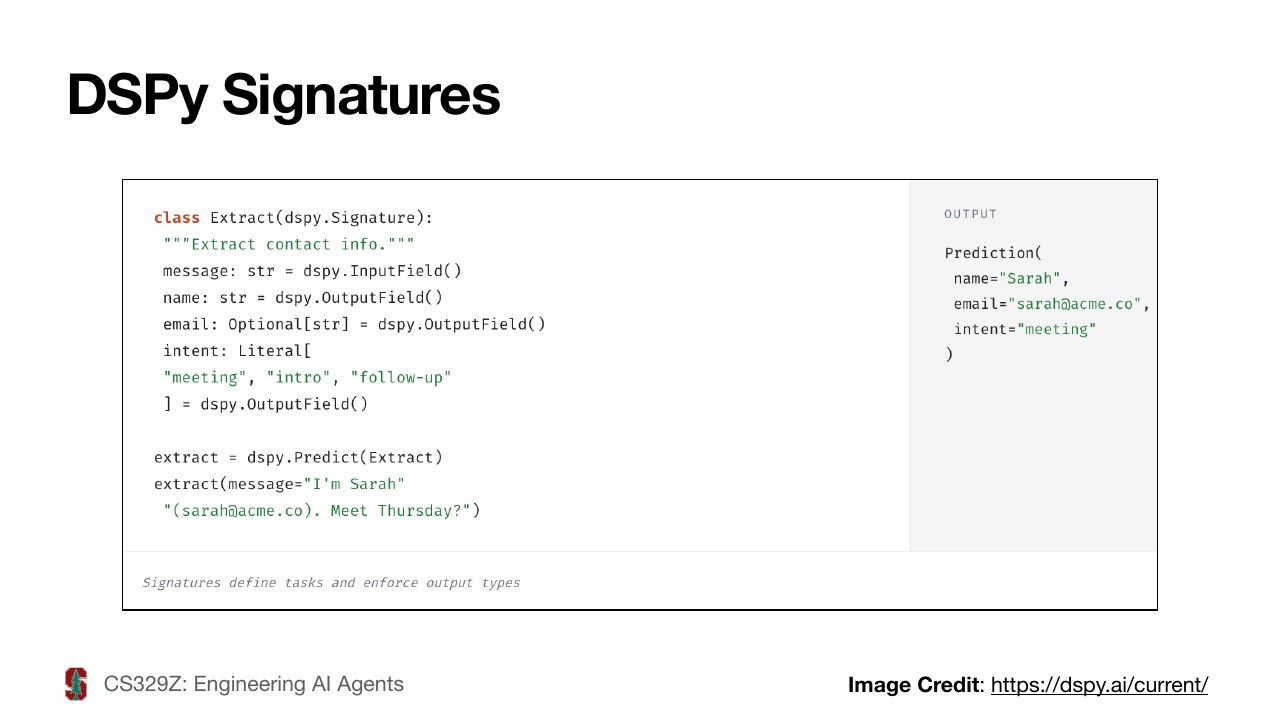 DSPy Signatures
class Extract(dspy.Signature):
"""Extract contact info."""
message: str = dspy.InputField()
name: str = dspy.OutputField()
email: Optional[str] = dspy.OutputField()
intent: Literal[
"meeting", "intro", "follow-up"
] = dspy.OutputField()
extract = dspy.Predict(Extract)
extract(message="I'm Sarah"
"(sarah@acme.co). Meet Thursday?")
OUTPUT
Prediction(
name="Sarah",
email="sarah@acme.co",
intent="meeting"
)
Signatures define tasks and enforce output types
CS329Z: Engineering AI Agents
Image Credit: https://dspy.ai/current/